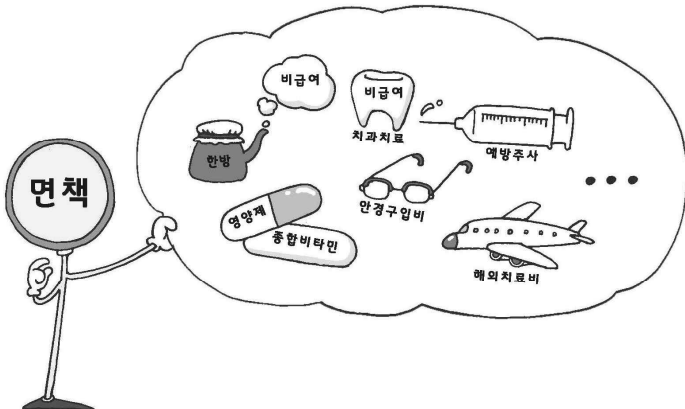 면책
비급여
한방
비급여
치과치료
예방주사
영양제
종합비타민
안경구입비
해외치료비
...